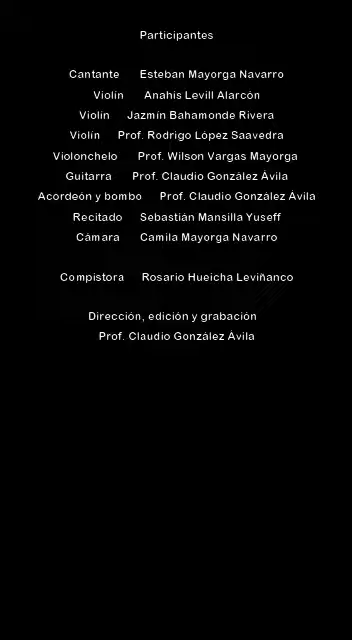 Participantes
Cantante Esteban Mayorga Navarro
Violín Anahís Levill Alarcón
Violín Jazmín Bahamonde Rivera
Violín Prof. Rodrigo López Saavedra
Violonchelo Prof. Wilson Vargas Mayorga
Guitarra Prof. Claudio González Ávila
Acordeón y bombo Prof. Claudio González Ávila
Recitado Sebastián Mansilla Yuseff
Cámara Camila Mayorga Navarro
Compistora Rosario Hueicha Leviñanco
Dirección, edición y grabación
Prof. Claudio González Ávila